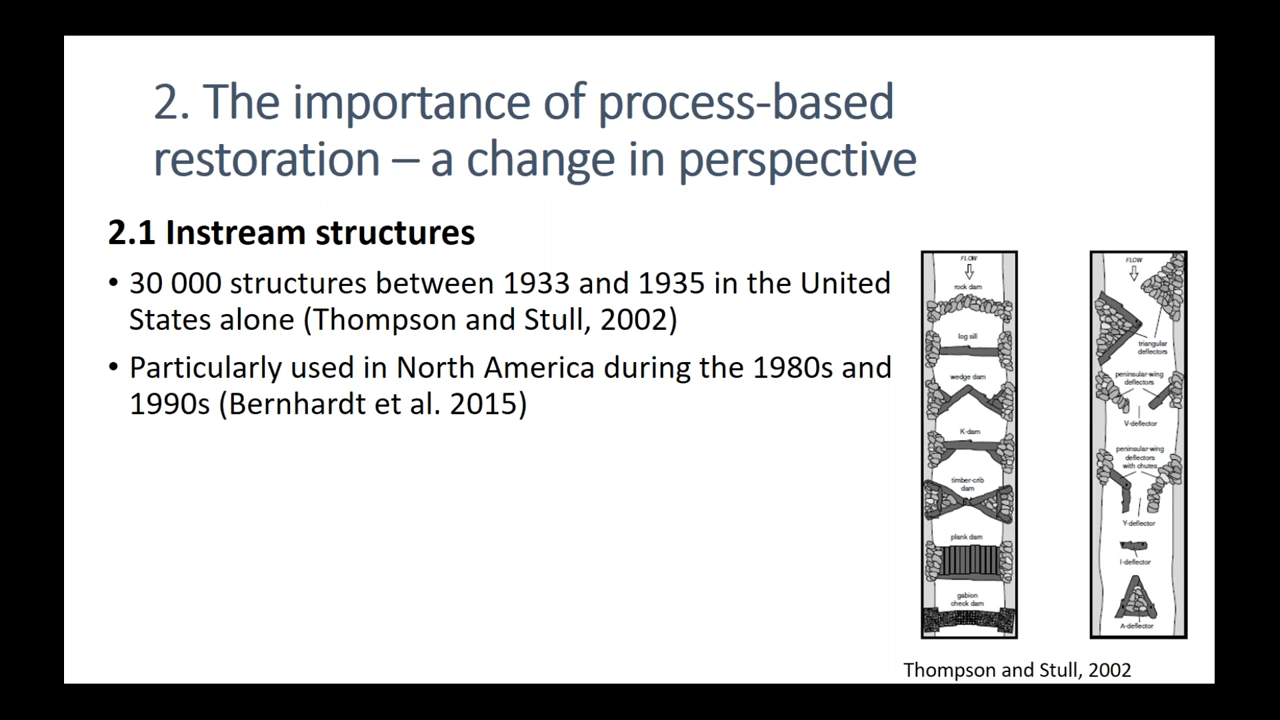 2. The importance of process-based
restoration – a change in perspective
2.1 Instream structures
• 30 000 structures between 1933 and 1935 in the United
States alone (Thompson and Stull, 2002)
• Particularly used in North America during the 1980s and
1990s (Bernhardt et al. 2015)
FLOW
rock dam
log sill
wedge dam
K-dam
timber-crib
dam
plank dam
gabion
check dam
FLOW
triangular
deflectors
peninsular-wing
deflectors
V-deflector
peninsular-wing
deflectors
with chutes
Y-deflector
I-deflector
A-deflector
Thompson and Stull, 2002